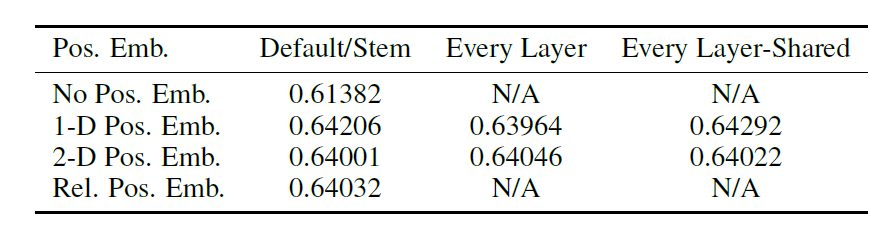 Pos. Emb. Default/Stem Every Layer Every Layer-Shared
No Pos. Emb. 0.61382 N/A N/A
1-D Pos. Emb. 0.64206 0.63964 0.64292
2-D Pos. Emb. 0.64001 0.64046 0.64022
Rel. Pos. Emb. 0.64032 N/A N/A